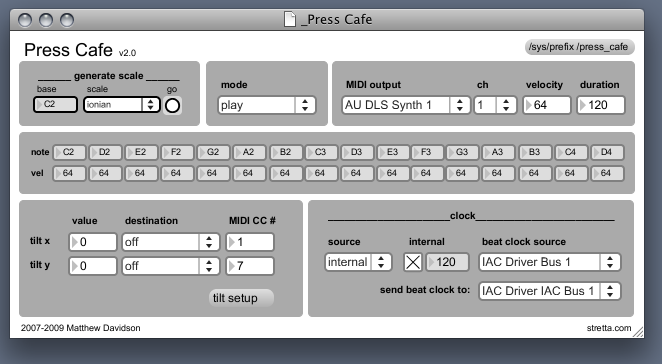 _Press Cafe
Press Cafe v2.0
/sys/prefix /press_cafe
______ generate scale ______
base scale go
C2 ionian
mode
play
MIDI output ch velocity duration
AU DLS Synth 1 1 64 120
note C2 D2 E2 F2 G2 A2 B2 C3 D3 E3 F3 G3 A3 B3 C4 D4
vel 64 64 64 64 64 64 64 64 64 64 64 64 64 64 64 64
value destination MIDI CC #
tilt x 0 off 1
tilt y 0 off 7
tilt setup
______________________clock_________________________
source internal beat clock source
internal 120 IAC Driver Bus 1
send beat clock to: IAC Driver IAC Bus 1
2007-2009 Matthew Davidson
stretta.com